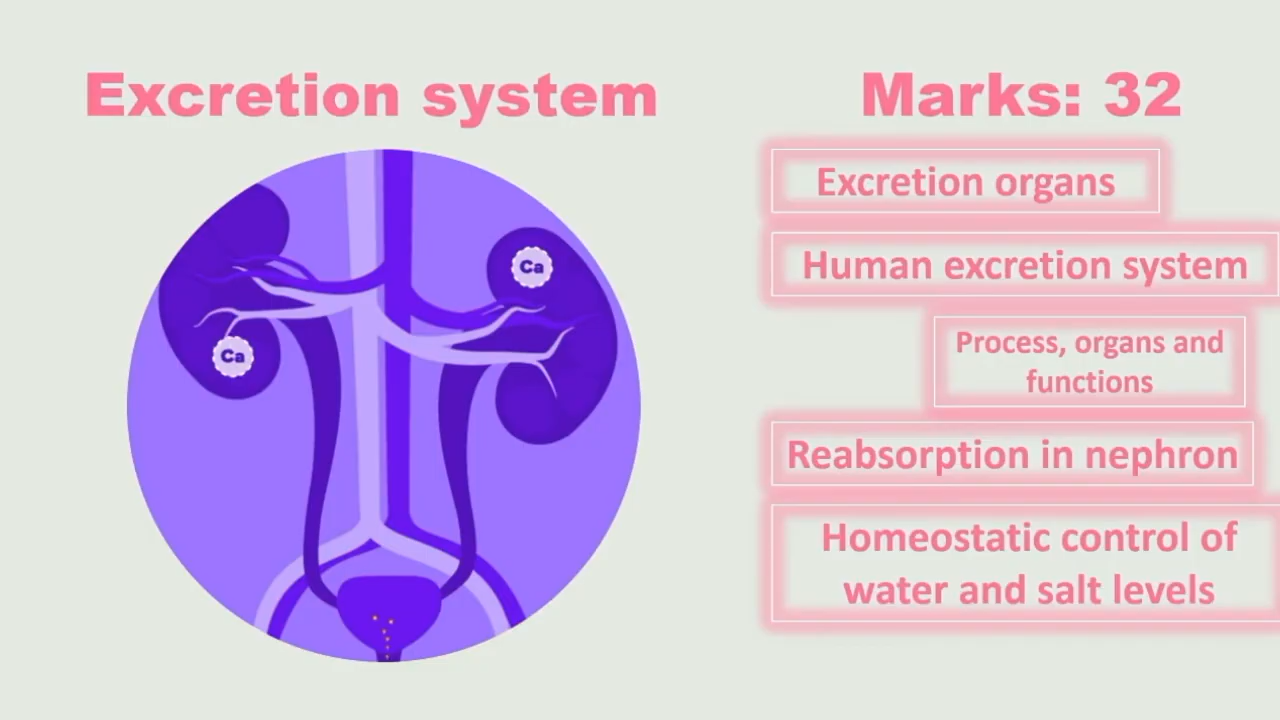 Excretion system
Marks: 32
Excretion organs
Human excretion system
Process, organs and
functions
Reabsorption in nephron
Homeostatic control of
water and salt levels
Ca
Ca